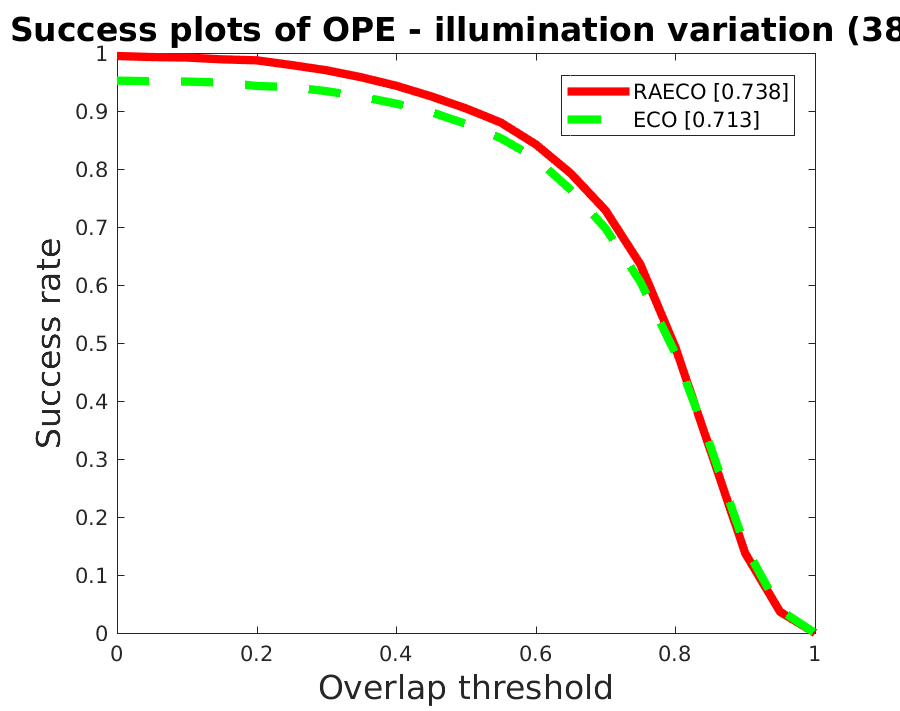 Success plots of OPE - illumination variation (38
RAECO [0.738]
ECO [0.713]
Success rate
1
0.9
0.8
0.7
0.6
0.5
0.4
0.3
0.2
0.1
0
0 0.2 0.4 0.6 0.8 1
Overlap threshold